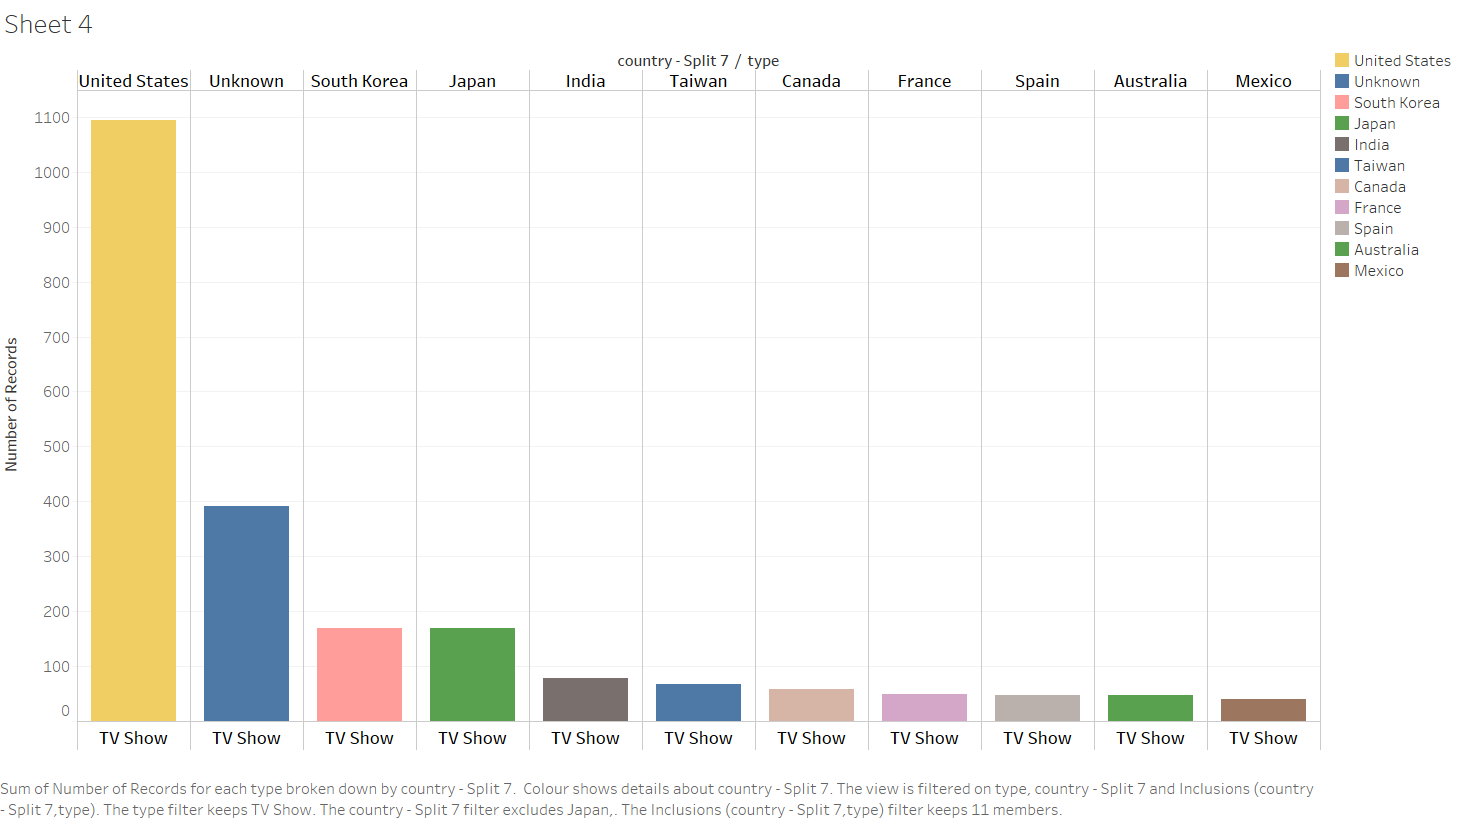 Sheet 4
country - Split 7 / type
United States Unknown South Korea Japan India Taiwan Canada France Spain Australia Mexico
1100
1000
900
800
700
600
500
400
300
200
100
0
Number of Records
TV Show TV Show TV Show TV Show TV Show TV Show TV Show TV Show TV Show TV Show TV Show
United States
Unknown
South Korea
Japan
India
Taiwan
Canada
France
Spain
Australia
Mexico
Sum of Number of Records for each type broken down by country - Split 7.  Colour shows details about country - Split 7. The view is filtered on type, country - Split 7 and Inclusions (country
- Split 7,type). The type filter keeps TV Show. The country - Split 7 filter excludes Japan,. The Inclusions (country - Split 7,type) filter keeps 11 members.